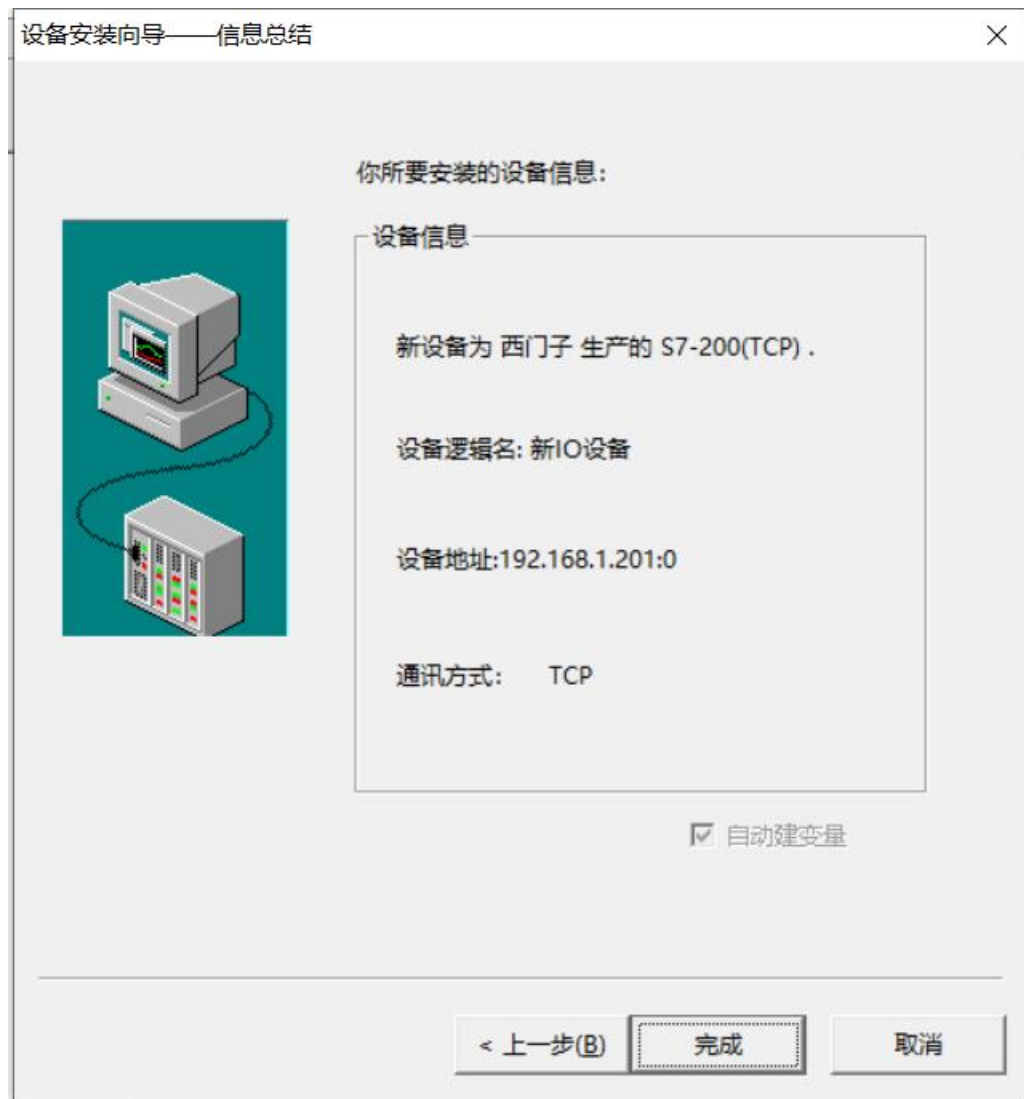 设备安装向导——信息总结
你所要安装的设备信息：
设备信息
新设备为 西门子 生产的 S7-200(TCP) .
设备逻辑名: 新IO设备
设备地址:192.168.1.201:0
通讯方式： TCP
自动建变量
< 上一步(B) 完成 取消